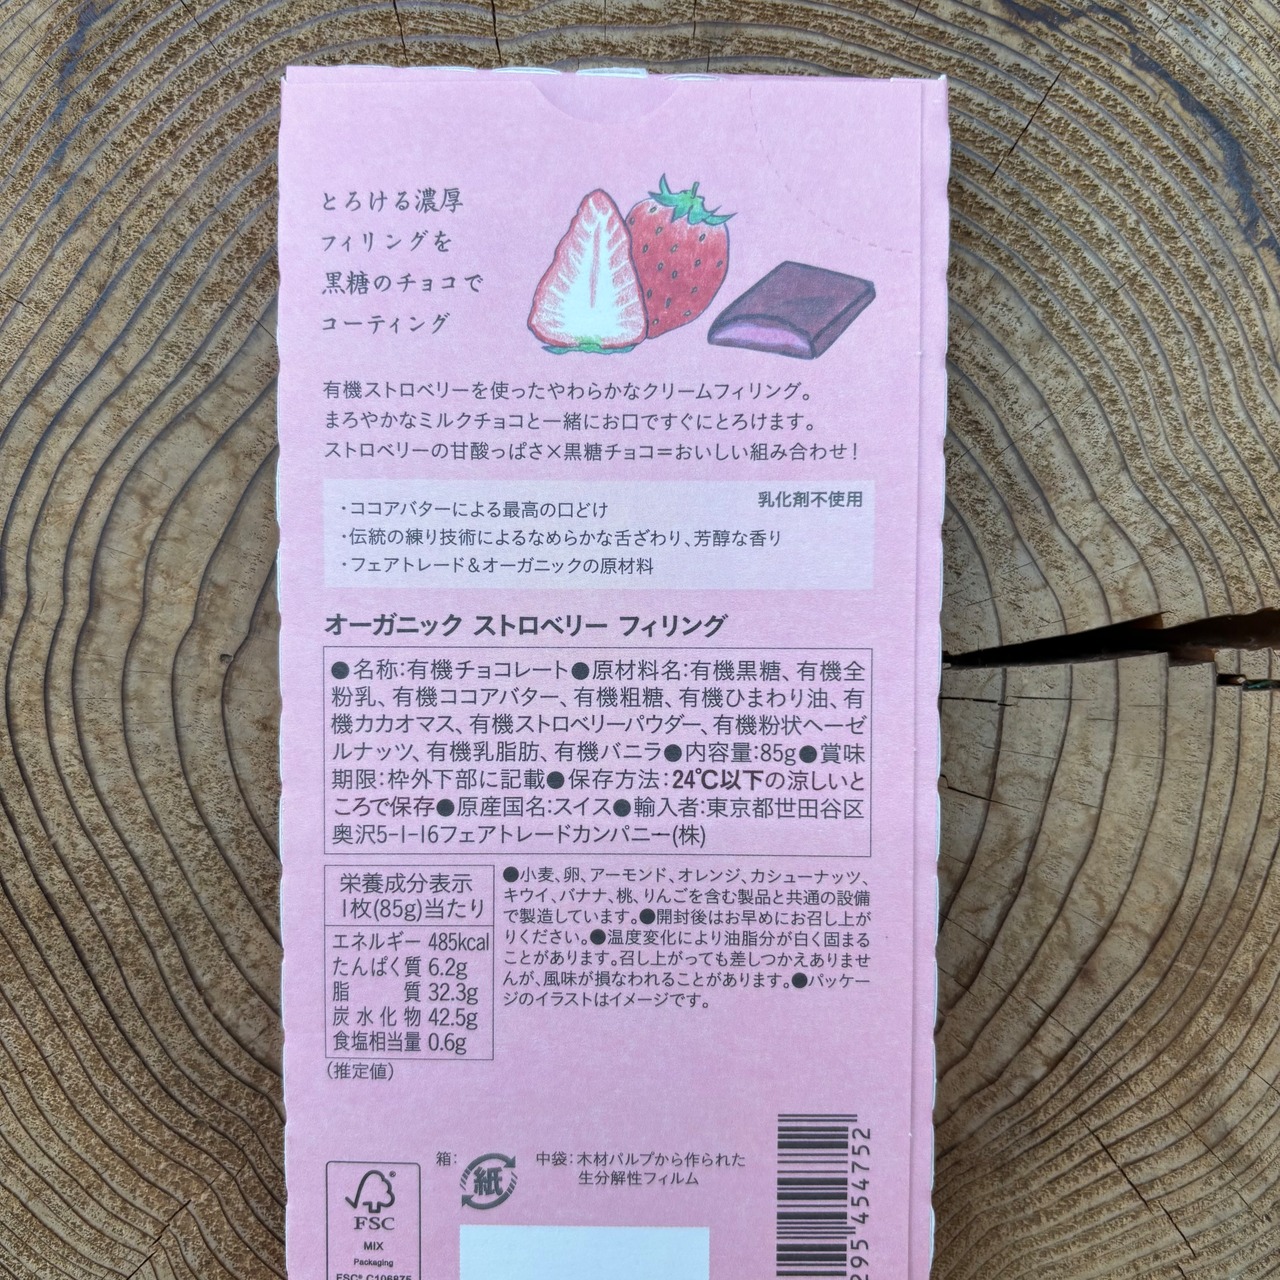 とろける濃厚
フィリングを
黒糖のチョコで
コーティング
有機ストロベリーを使ったやわらかなクリームフィリング。
まろやかなミルクチョコと一緒にお口ですぐにとろけます。
ストロベリーの甘酸っぱさ×黒糖チョコ＝おいしい組み合わせ！
乳化剤不使用
・ココアバターによる最高の口どけ
・伝統の練り技術によるなめらかな舌ざわり、芳醇な香り
・フェアトレード＆オーガニックの原材料
オーガニック ストロベリー フィリング
●名称:有機チョコレート●原材料名:有機黒糖、有機全
粉乳、有機ココアバター、有機粗糖、有機ひまわり油、有
機カカオマス、有機ストロベリーパウダー、有機粉状ヘーゼ
ルナッツ、有機乳脂肪、有機バニラ●内容量:85g●賞味
期限:枠外下部に記載●保存方法:24℃以下の涼しいと
ころで保存●原産国名:スイス●輸入者:東京都世田谷区
奥沢5-1-16フェアトレードカンパニー(株)
栄養成分表示
1枚(85g)当たり
エネルギー 485kcal
たんぱく質 6.2g
脂質 32.3g
炭水化物 42.5g
食塩相当量 0.6g
(推定値)
●小麦、卵、アーモンド、オレンジ、カシューナッツ、
キウイ、バナナ、桃、りんごを含む製品と共通の設備
で製造しています。●開封後はお早めにお召し上が
りください。●温度変化により油脂分が白く固まる
ことがあります。召し上がっても差しつかえありませ
んが、風味が損なわれることがあります。●パッケー
ジのイラストはイメージです。
箱:
紙
中袋:木材パルプから作られた
生分解性フィルム
FSC
MIX
Packaging
FSC® C106875
295 454752